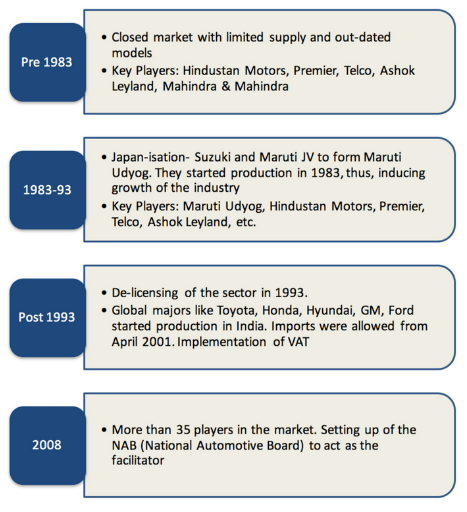 Pre 1983
• Closed market with limited supply and out-dated
models
• Key Players: Hindustan Motors, Premier, Telco, Ashok
Leyland, Mahindra & Mahindra
1983-93
• Japan-isation- Suzuki and Maruti JV to form Maruti
Udyog. They started production in 1983, thus, inducing
growth of the industry
• Key Players: Maruti Udyog, Hindustan Motors, Premier,
Telco, Ashok Leyland, etc.
Post 1993
• De-licensing of the sector in 1993.
• Global majors like Toyota, Honda, Hyundai, GM, Ford
started production in India. Imports were allowed from
April 2001. Implementation of VAT
2008
• More than 35 players in the market. Setting up of the
NAB (National Automotive Board) to act as the
facilitator